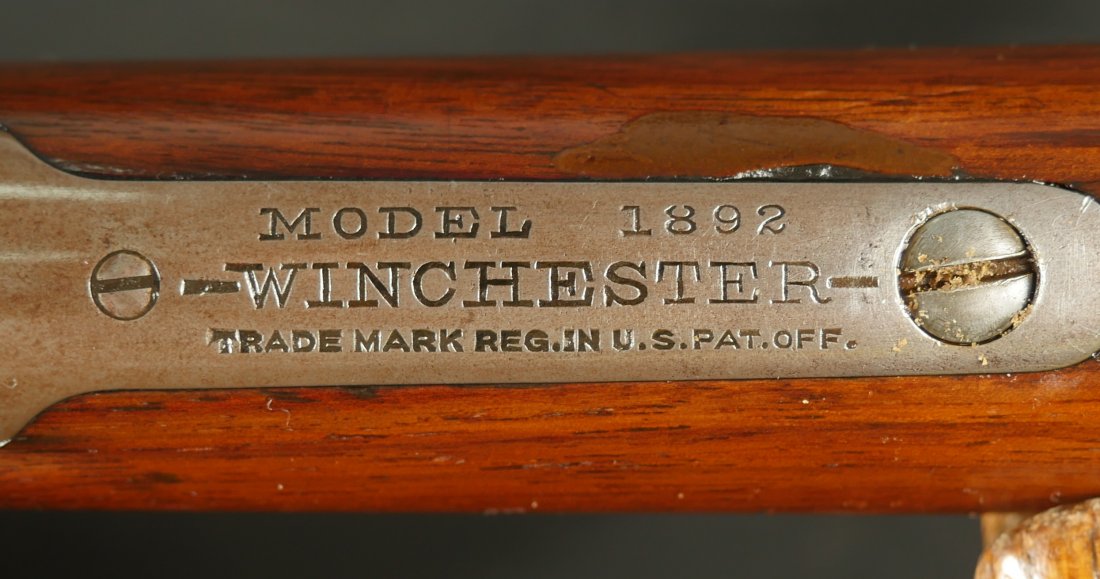 MODEL 1892
-WINCHESTER-
TRADE MARK REG. IN U.S. PAT. OFF.